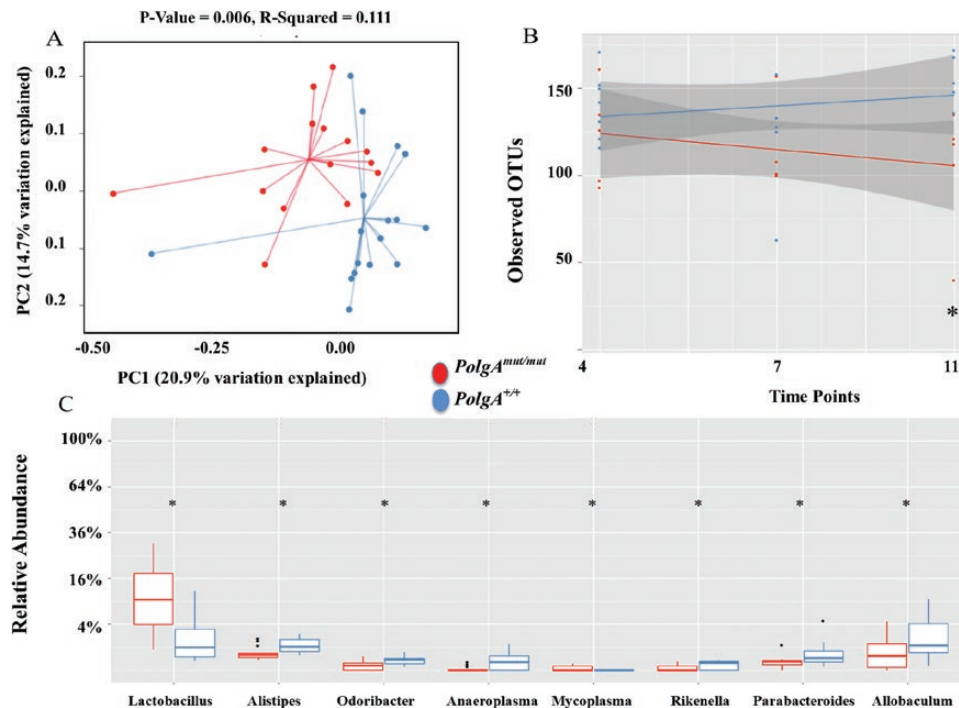 P-Value = 0.006, R-Squared = 0.111
A
0.2
0.1
0.0
0.1
0.2
PC2 (14.7% variation explained)
-0.50
-0.25
0.00
PC1 (20.9% variation explained)
B
150
100
50
Observed OTUs
*
4
7
11
Time Points
PolgA^mut/mut
PolgA^+/+
C
100%
64%
36%
16%
4%
Relative Abundance
* * * * * * * *
Lactobacillus Alistipes Odoribacter Anaeroplasma Mycoplasma Rikenella Parabacteroides Allobaculum